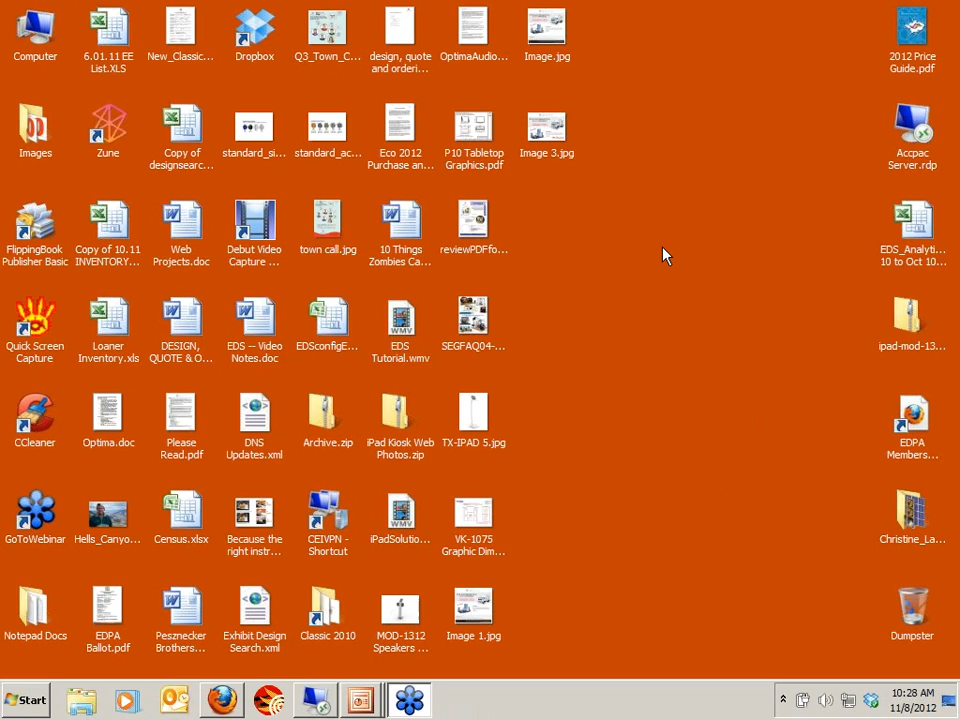 Computer
6.01.11 EE
List.XLS
New_Classic...
Dropbox
Q3_Town_C...
design, quote
and orderi...
OptimaAudio...
Image.jpg
2012 Price
Guide.pdf
Images
Zune
Copy of
designsearc...
standard_si...
standard_ac...
Eco 2012
Purchase an...
P10 Tabletop
Graphics.pdf
Image 3.jpg
Accpac
Server.rdp
FlippingBook
Publisher Basic
Copy of 10.11
INVENTORY...
Web
Projects.doc
Debut Video
Capture ...
town call.jpg
10 Things
Zombies Ca...
reviewPDFfo...
EDS_Analyti...
10 to Oct 10...
Quick Screen
Capture
Loaner
Inventory.xls
DESIGN,
QUOTE & O...
EDS -- Video
Notes.doc
EDSconfigE...
WMV
EDS
Tutorial.wmv
SEGFAQ04-...
ipad-mod-13...
CCleaner
Optima.doc
Please
Read.pdf
DNS
Updates.xml
Archive.zip
iPad Kiosk Web
Photos.zip
TX-IPAD 5.jpg
EDPA
Members...
GoToWebinar
Hells_Canyo...
Census.xlsx
Because the
right instr...
CEIVPN -
Shortcut
WMV
iPadSolutio...
VK-1075
Graphic Dim...
Christine_La...
Notepad Docs
EDPA
Ballot.pdf
Pesznecker
Brothers...
Exhibit Design
Search.xml
Classic 2010
MOD-1312
Speakers ...
Image 1.jpg
Dumpster
Start
10:28 AM
11/8/2012